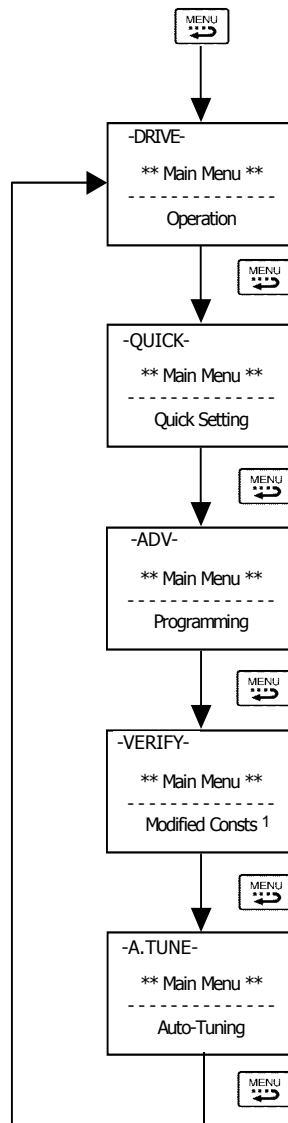 MENU
-DRIVE-
** Main Menu **
- - - - - - - - - - - - - - -
Operation
MENU
-QUICK-
** Main Menu **
- - - - - - - - - - - - - - -
Quick Setting
MENU
-ADV-
** Main Menu **
- - - - - - - - - - - - - - -
Programming
MENU
-VERIFY-
** Main Menu **
- - - - - - - - - - - - - - -
Modified Consts 1
MENU
-A.TUNE-
** Main Menu **
- - - - - - - - - - - - - - -
Auto-Tuning
MENU